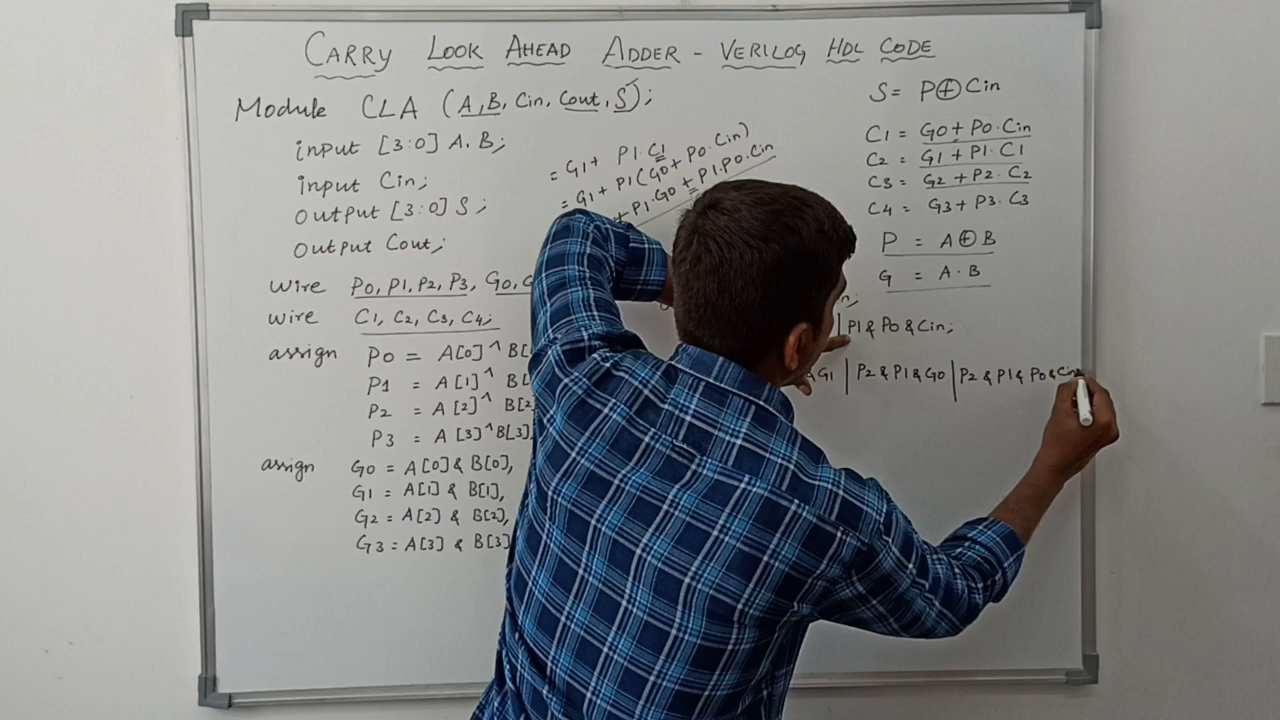 CARRY LOOK AHEAD ADDER - VERILOG HDL CODE
Module CLA (A,B, Cin, Cout, S);
input [3:0] A.B;
input Cin;
output [3:0] S;
output Cout;
wire P0, P1, P2, P3, G0,
wire C1, C2, C3, C4;
assign P0 = A[0]^B[
P1 = A[1]^B[
P2 = A[2]^B[2
P3 = A[3]^B[3]
assign G0 = A[0] & B[0],
G1 = A[1] & B[1],
G2 = A[2] & B[2],
G3 = A[3] & B[3]
= G1 + P1.C1
= G1 + P1(G0 + P0.Cin)
+ P1.G0 + P1.P0.Cin
S = P⊕Cin
C1 = G0 + P0.Cin
C2 = G1 + P1.C1
C3 = G2 + P2.C2
C4 = G3 + P3.C3
P = A⊕B
G = A.B
in;
| P1 & P0 & Cin;
& G1 | P2 & P1 & G0 | P2 & P1 & P0 & Cin